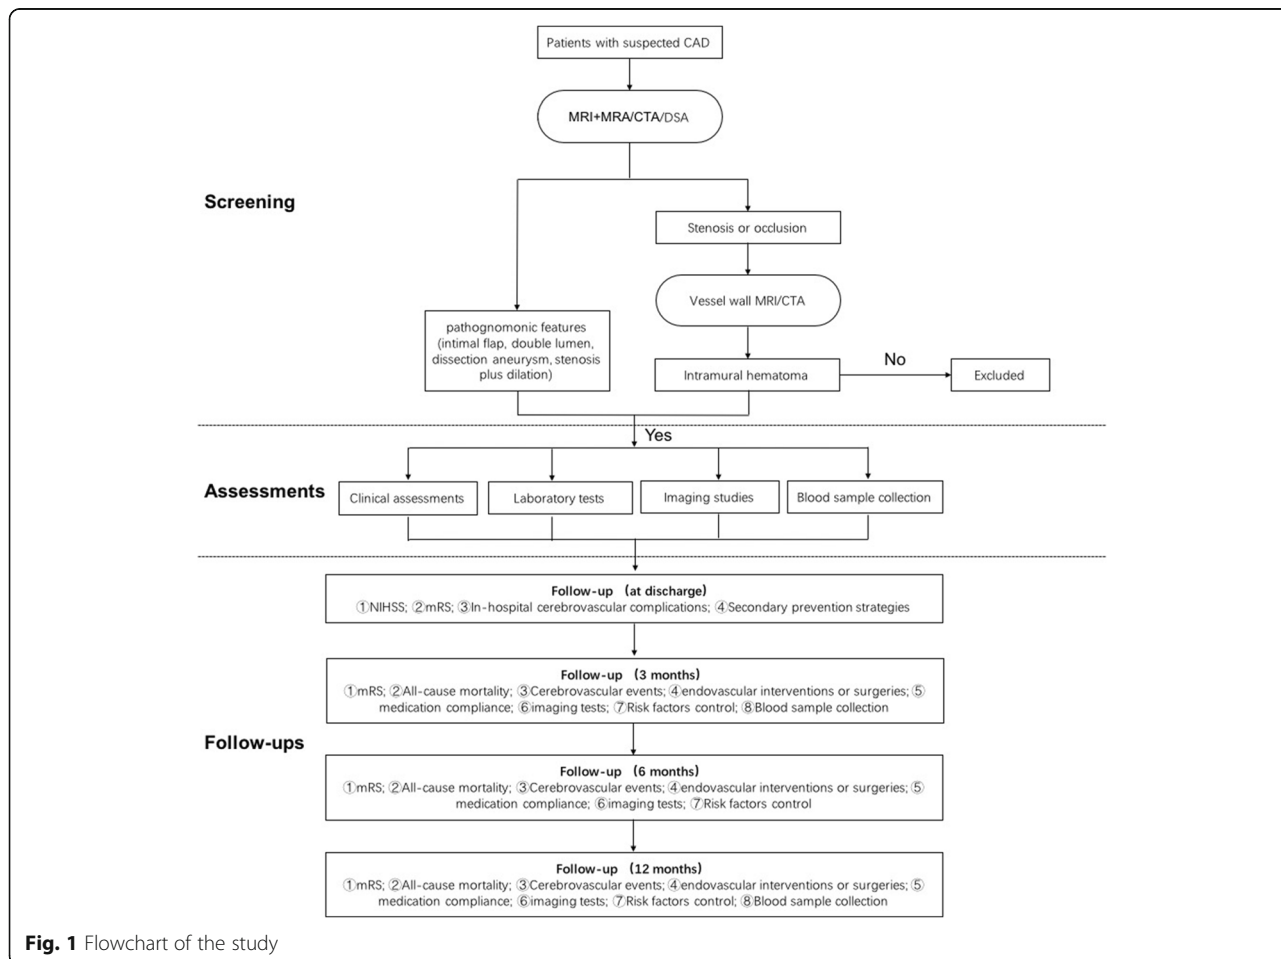 Patients with suspected CAD
MRI+MRA/CTA/DSA
Screening
Stenosis or occlusion
Vessel wall MRI/CTA
pathognomonic features
(intimal flap, double lumen,
dissection aneurysm, stenosis
plus dilation)
Intramural hematoma
No
Excluded
Yes
Assessments
Clinical assessments
Laboratory tests
Imaging studies
Blood sample collection
Follow-up (at discharge)
①NIHSS; ②mRS; ③In-hospital cerebrovascular complications; ④Secondary prevention strategies
Follow-up (3 months)
①mRS; ②All-cause mortality; ③Cerebrovascular events; ④endovascular interventions or surgeries; ⑤
medication compliance; ⑥imaging tests; ⑦Risk factors control; ⑧Blood sample collection
Follow-ups
Follow-up (6 months)
①mRS; ②All-cause mortality; ③Cerebrovascular events; ④endovascular interventions or surgeries; ⑤
medication compliance; ⑥imaging tests; ⑦Risk factors control
Follow-up (12 months)
①mRS; ②All-cause mortality; ③Cerebrovascular events; ④endovascular interventions or surgeries; ⑤
medication compliance; ⑥imaging tests; ⑦Risk factors control; ⑧Blood sample collection
Fig. 1 Flowchart of the study